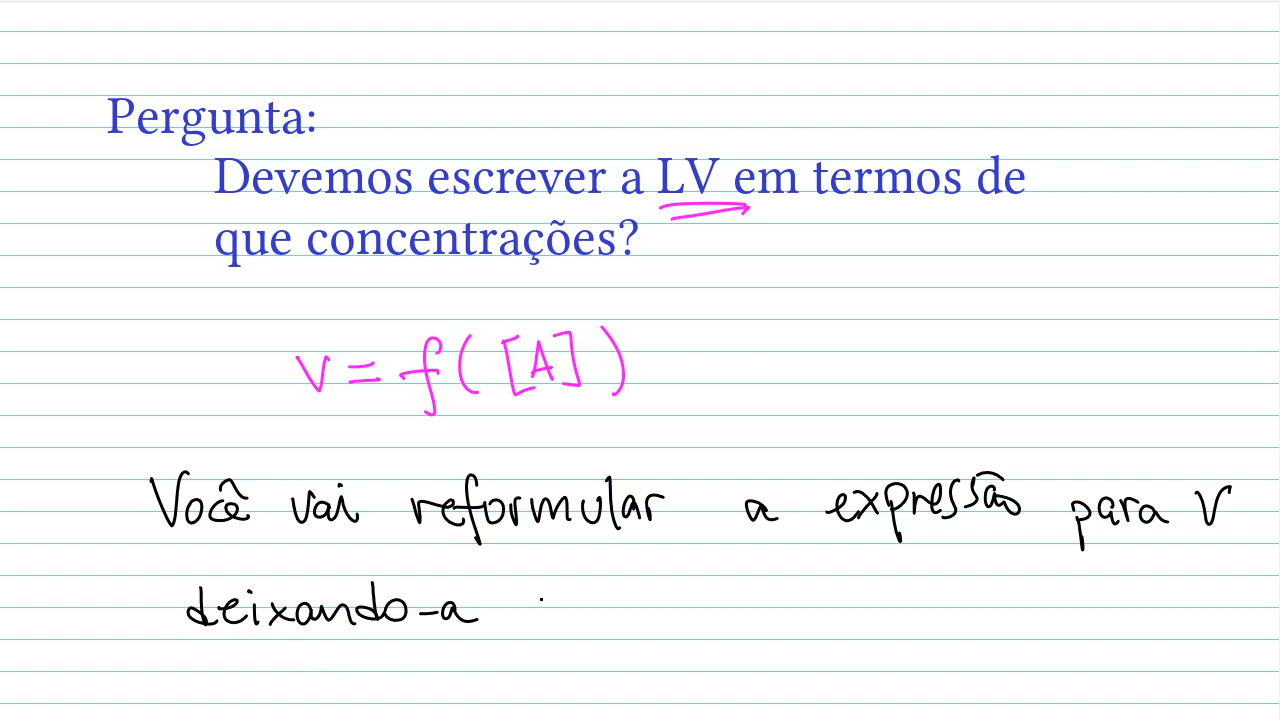 Pergunta:
Devemos escrever a LV em termos de
que concentrações?
v = f([A])
Você vai reformular a expressão para v
deixando-a